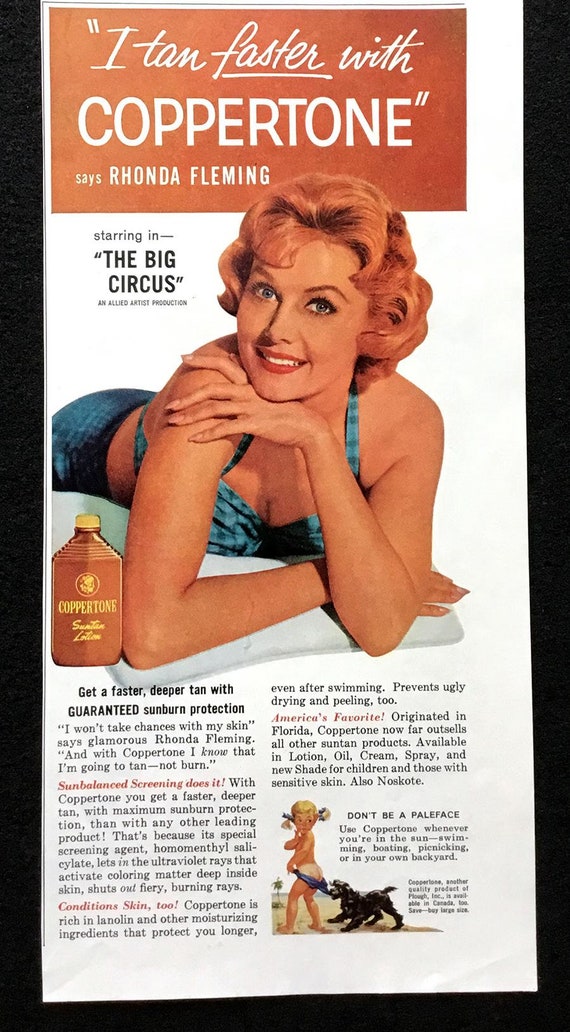 "I tan faster with
COPPERTONE"
says RHONDA FLEMING
starring in—
"THE BIG
CIRCUS"
AN ALLIED ARTIST PRODUCTION
COPPERTONE
Suntan
Lotion
Get a faster, deeper tan with
GUARANTEED sunburn protection
"I won't take chances with my skin"
says glamorous Rhonda Fleming.
"And with Coppertone I know that
I'm going to tan—not burn."
Sunbalanced Screening does it! With
Coppertone you get a faster, deeper
tan, with maximum sunburn protec-
tion, than with any other leading
product! That's because its special
screening agent, homomenthyl sali-
cylate, lets in the ultraviolet rays that
activate coloring matter deep inside
skin, shuts out fiery, burning rays.
Conditions Skin, too! Coppertone is
rich in lanolin and other moisturizing
ingredients that protect you longer,
even after swimming. Prevents ugly
drying and peeling, too.
America's Favorite! Originated in
Florida, Coppertone now far outsells
all other suntan products. Available
in Lotion, Oil, Cream, Spray, and
new Shade for children and those with
sensitive skin. Also Noskote.
DON'T BE A PALEFACE
Use Coppertone whenever
you're in the sun—swim-
ming, boating, picnicking,
or in your own backyard.
Coppertone, another
quality product of
Plough, Inc., is avail-
able in Canada, too.
Save—buy large size.